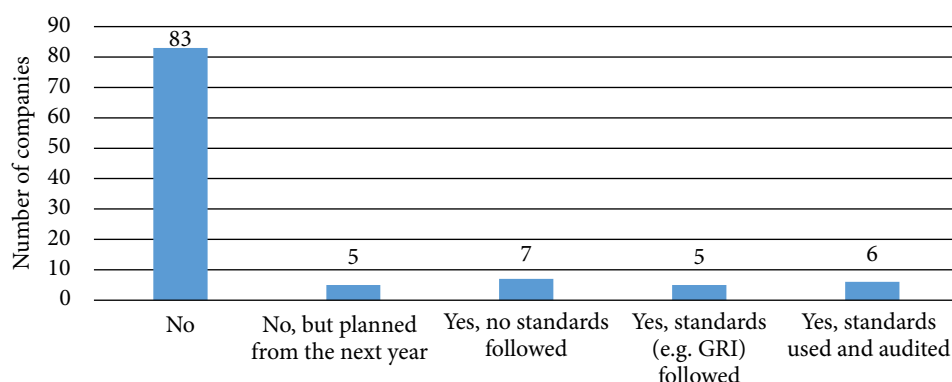 Number of companies
90
80
70
60
50
40
30
20
10
0
83
5
7
5
6
No
No, but planned
from the next year
Yes, no standards
followed
Yes, standards
(e.g. GRI)
followed
Yes, standards
used and audited